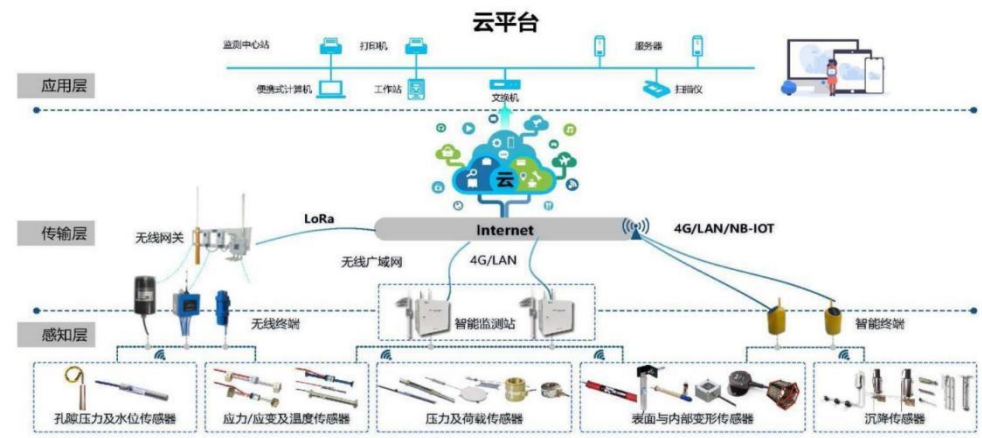 云平台
监测中心站
打印机
服务器
应用层
便携式计算机
工作站
交换机
扫描仪
云
LoRa
Internet
4G/LAN/NB-IOT
传输层
无线网关
无线广域网
4G/LAN
无线终端
智能监测站
智能终端
感知层
孔隙压力及水位传感器
应力/应变及温度传感器
压力及荷载传感器
表面与内部变形传感器
沉降传感器